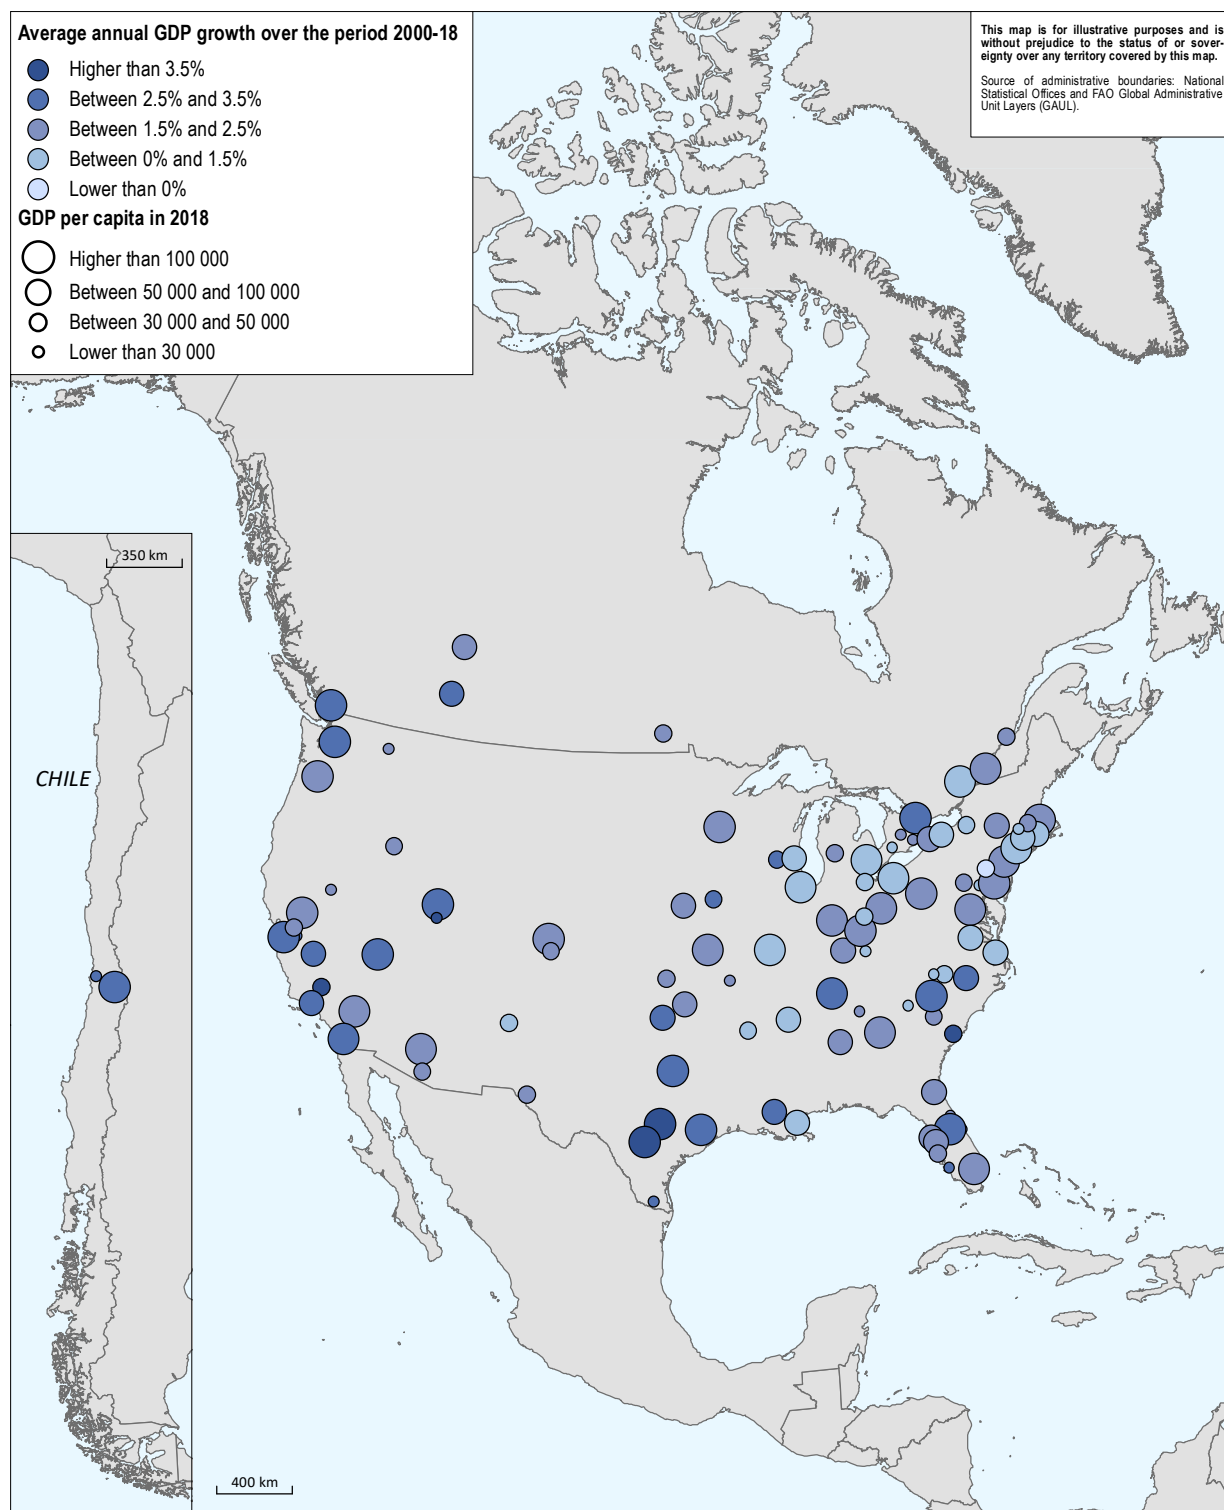 Average annual GDP growth over the period 2000-18
Higher than 3.5%
Between 2.5% and 3.5%
Between 1.5% and 2.5%
Between 0% and 1.5%
Lower than 0%
GDP per capita in 2018
Higher than 100 000
Between 50 000 and 100 000
Between 30 000 and 50 000
Lower than 30 000
This map is for illustrative purposes and is
without prejudice to the status of or sover-
eignty over any territory covered by this map.
Source of administrative boundaries: National
Statistical Offices and FAO Global Administrative
Unit Layers (GAUL).
350 km
CHILE
400 km